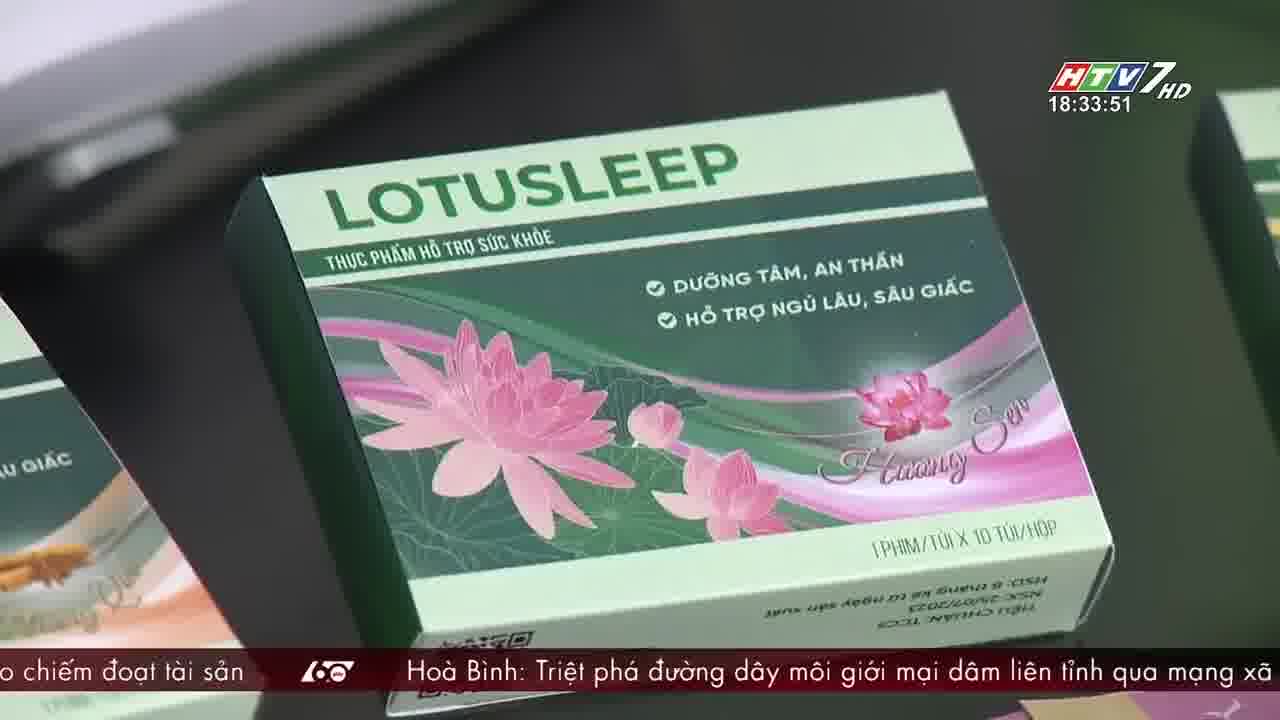 HTV7 HD
18:33:51
LOTUSLEEP
THỰC PHẨM HỖ TRỢ SỨC KHỎE
DƯỠNG TÂM, AN THẦN
HỖ TRỢ NGỦ LÂU, SÂU GIẤC
Hương Sen
1 PHIM/TÚI X 10 TÚI/HỘP
TIÊU CHUẨN: TCCS
NSX: 25/07/2023
HSD: 6 tháng kể từ ngày sản xuất
ÂU GIẤC
o chiếm đoạt tài sản
60
Hoà Bình: Triệt phá đường dây môi giới mại dâm liên tỉnh qua mạng xã